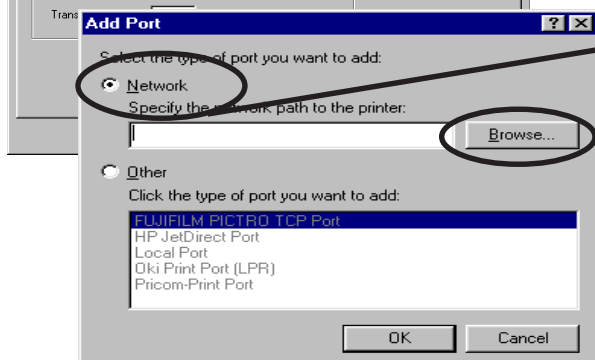 Trans
Add Port
Select the type of port you want to add:
Network
Specify the network path to the printer:
Browse...
Other
Click the type of port you want to add:
FUJIFILM PICTRO TCP Port
HP JetDirect Port
Local Port
Oki Print Port (LPR)
Pricom-Print Port
OK
Cancel